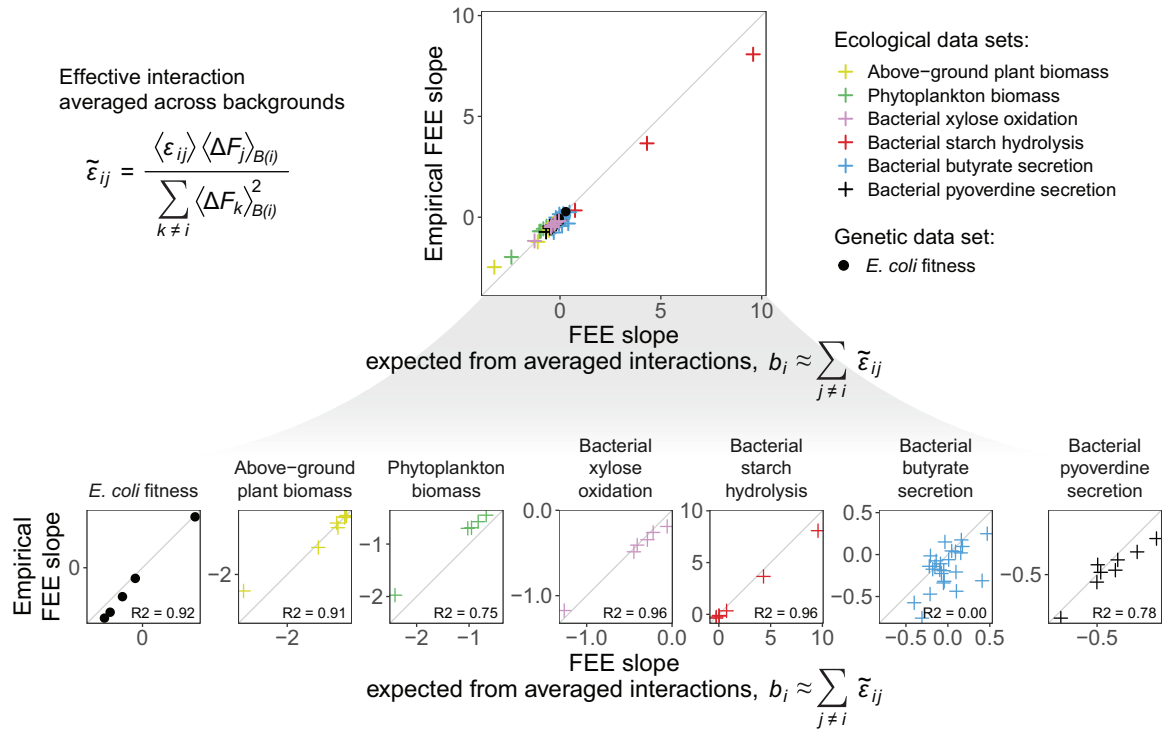 Effective interaction
averaged across backgrounds
ε̃ij = ⟨εij⟩ ⟨ΔFj⟩B(i) / ∑k ≠ i ⟨ΔFk⟩²B(i)
Empirical FEE slope
10
5
0
0
5
10
FEE slope
expected from averaged interactions, bi ≈ ∑j ≠ i ε̃ij
Ecological data sets:
Above−ground plant biomass
Phytoplankton biomass
Bacterial xylose oxidation
Bacterial starch hydrolysis
Bacterial butyrate secretion
Bacterial pyoverdine secretion
Genetic data set:
E. coli fitness
Empirical
FEE slope
E. coli fitness
0
R2 = 0.92
0
Above−ground
plant biomass
−2
R2 = 0.91
−2
Phytoplankton
biomass
−1
−2
R2 = 0.75
−2
−1
Bacterial
xylose
oxidation
0.0
−1.0
R2 = 0.96
−1.0
0.0
Bacterial
starch
hydrolysis
10
5
0
R2 = 0.96
0
5
10
Bacterial
butyrate
secretion
0.5
0.0
−0.5
R2 = 0.00
−0.5
0.0
0.5
Bacterial
pyoverdine
secretion
−0.5
R2 = 0.78
−0.5
FEE slope
expected from averaged interactions, bi ≈ ∑j ≠ i ε̃ij